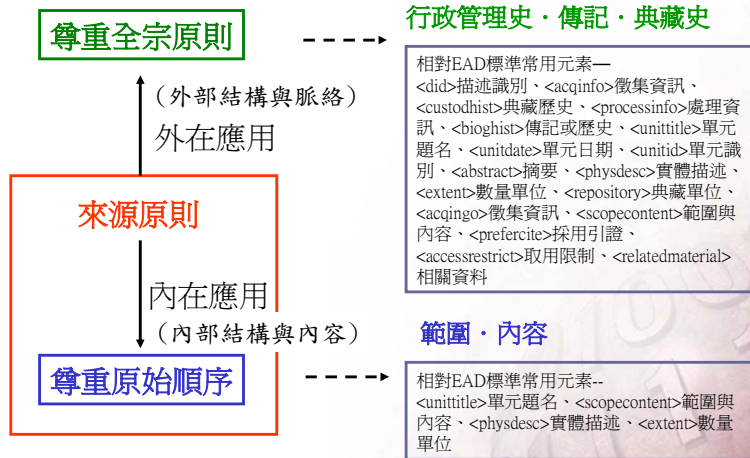 尊重全宗原則
行政管理史．傳記．典藏史
相對EAD標準常用元素—
<did>描述識別、<acqinfo>徵集資訊、
<custodhist>典藏歷史、<processinfo>處理資
訊、<bioghist>傳記或歷史、<unittitle>單元
題名、<unitdate>單元日期、<unitid>單元識
別、<abstract>摘要、<physdesc>實體描述、
<extent>數量單位、<repository>典藏單位、
<acqingo>徵集資訊、<scopecontent>範圍與
內容、<prefercite>採用引證、
<accessrestrict>取用限制、<relatedmaterial>
相關資料
(外部結構與脈絡)
外在應用
來源原則
內在應用
(內部結構與內容)
尊重原始順序
範圍．內容
相對EAD標準常用元素--
<unittitle>單元題名、<scopecontent>範圍與
內容、<physdesc>實體描述、<extent>數量
單位